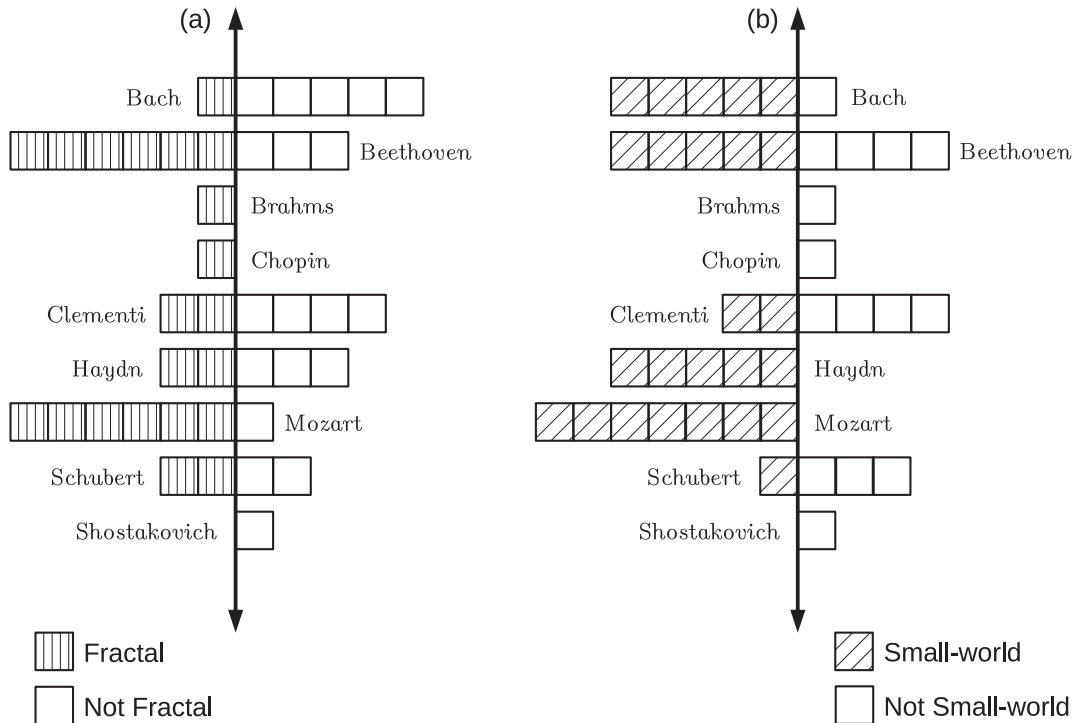 (a)
Bach
Beethoven
Brahms
Chopin
Clementi
Haydn
Mozart
Schubert
Shostakovich
Fractal
Not Fractal
(b)
Bach
Beethoven
Brahms
Chopin
Clementi
Haydn
Mozart
Schubert
Shostakovich
Small-world
Not Small-world